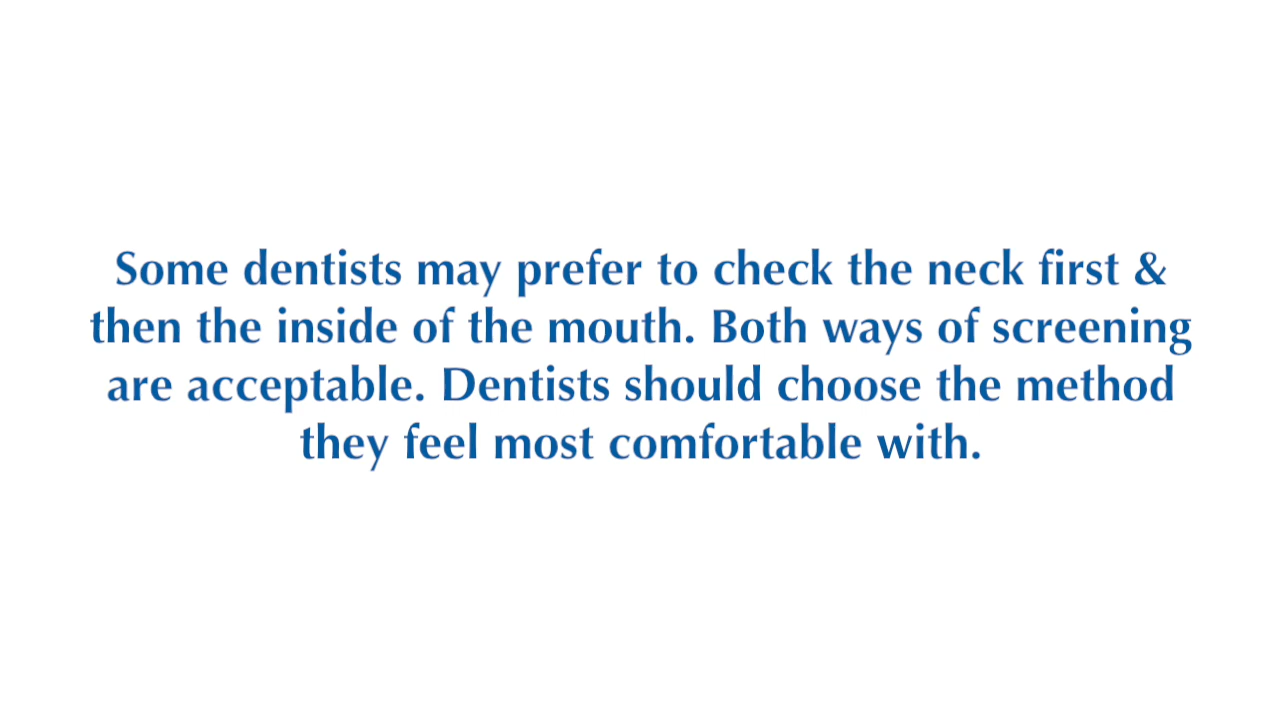 Some dentists may prefer to check the neck first &
then the inside of the mouth. Both ways of screening
are acceptable. Dentists should choose the method
they feel most comfortable with.